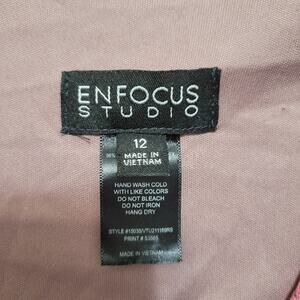 ENFOCUS
STUDIO
12
MADE IN
VIETNAM
HAND WASH COLD
WITH LIKE COLORS
DO NOT BLEACH
DO NOT IRON
HANG DRY
MADE IN VIETNAM